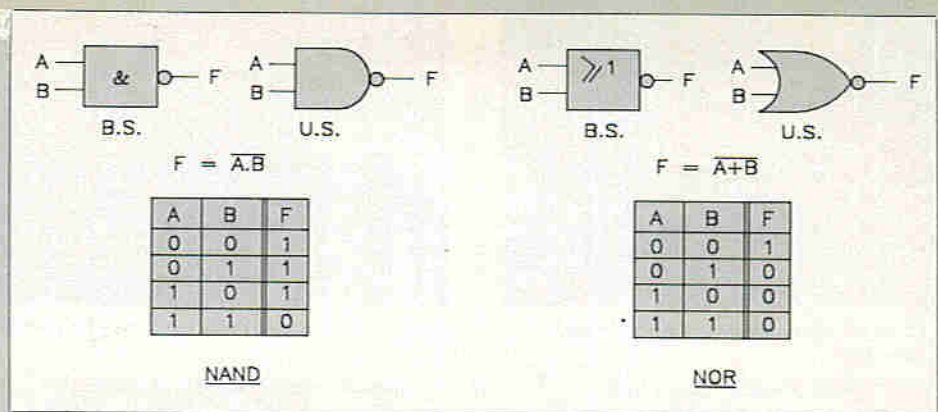 A & F
B
B.S.
A F
B
U.S.
F = A.B
A B F
0 0 1
0 1 1
1 0 1
1 1 0
NAND
A ≥1 F
B
B.S.
A F
B
U.S.
F = A+B
A B F
0 0 1
0 1 0
1 0 0
1 1 0
NOR